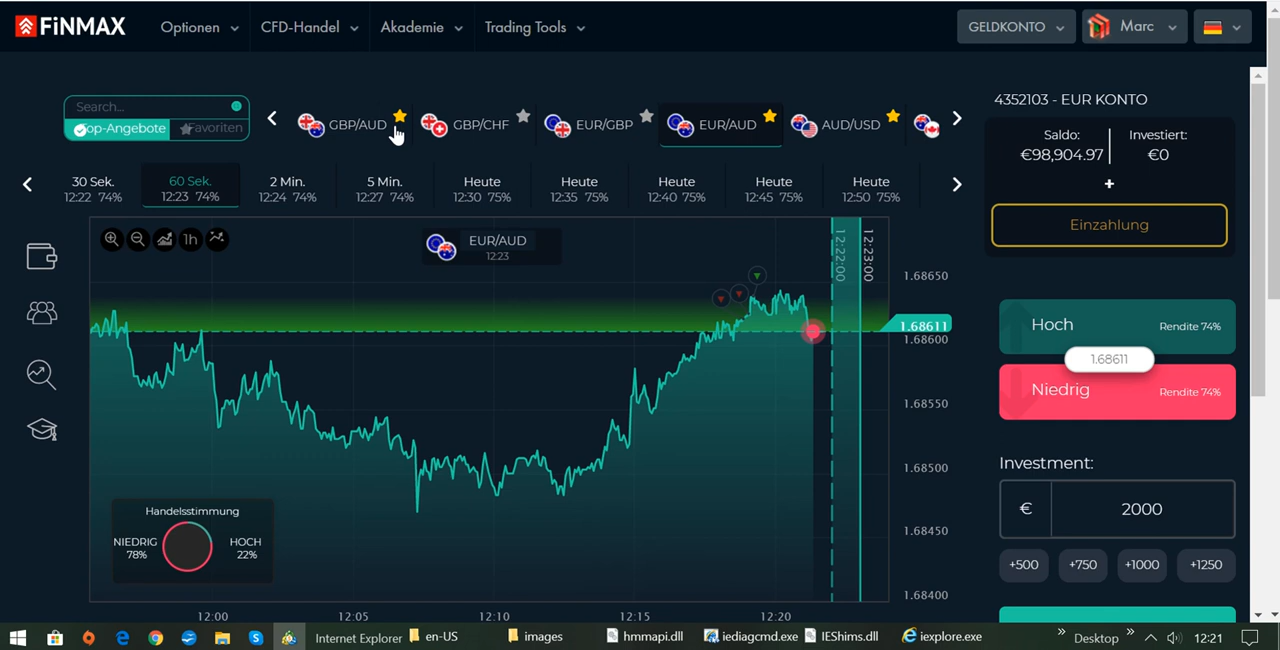 FiNMAX
Optionen
CFD-Handel
Akademie
Trading Tools
GELDKONTO
Marc
Search...
Top-Angebote
Favoriten
GBP/AUD
GBP/CHF
EUR/GBP
EUR/AUD
AUD/USD
30 Sek.
12:22 74%
60 Sek.
12:23 74%
2 Min.
12:24 74%
5 Min.
12:27 74%
Heute
12:30 75%
Heute
12:35 75%
Heute
12:40 75%
Heute
12:45 75%
Heute
12:50 75%
1h
EUR/AUD
12:23
12:22:00
12:23:00
1.68650
1.68611
1.68600
1.68550
1.68500
1.68450
1.68400
Handelsstimmung
NIEDRIG
78%
HOCH
22%
12:00
12:05
12:10
12:15
12:20
4352103 - EUR KONTO
Saldo:
€98,904.97
Investiert:
€0
+
Einzahlung
Hoch
Rendite 74%
1.68611
Niedrig
Rendite 74%
Investment:
€
2000
+500
+750
+1000
+1250
Internet Explorer
en-US
images
hmmapi.dll
iediagcmd.exe
IEShims.dll
iexplore.exe
Desktop
12:21